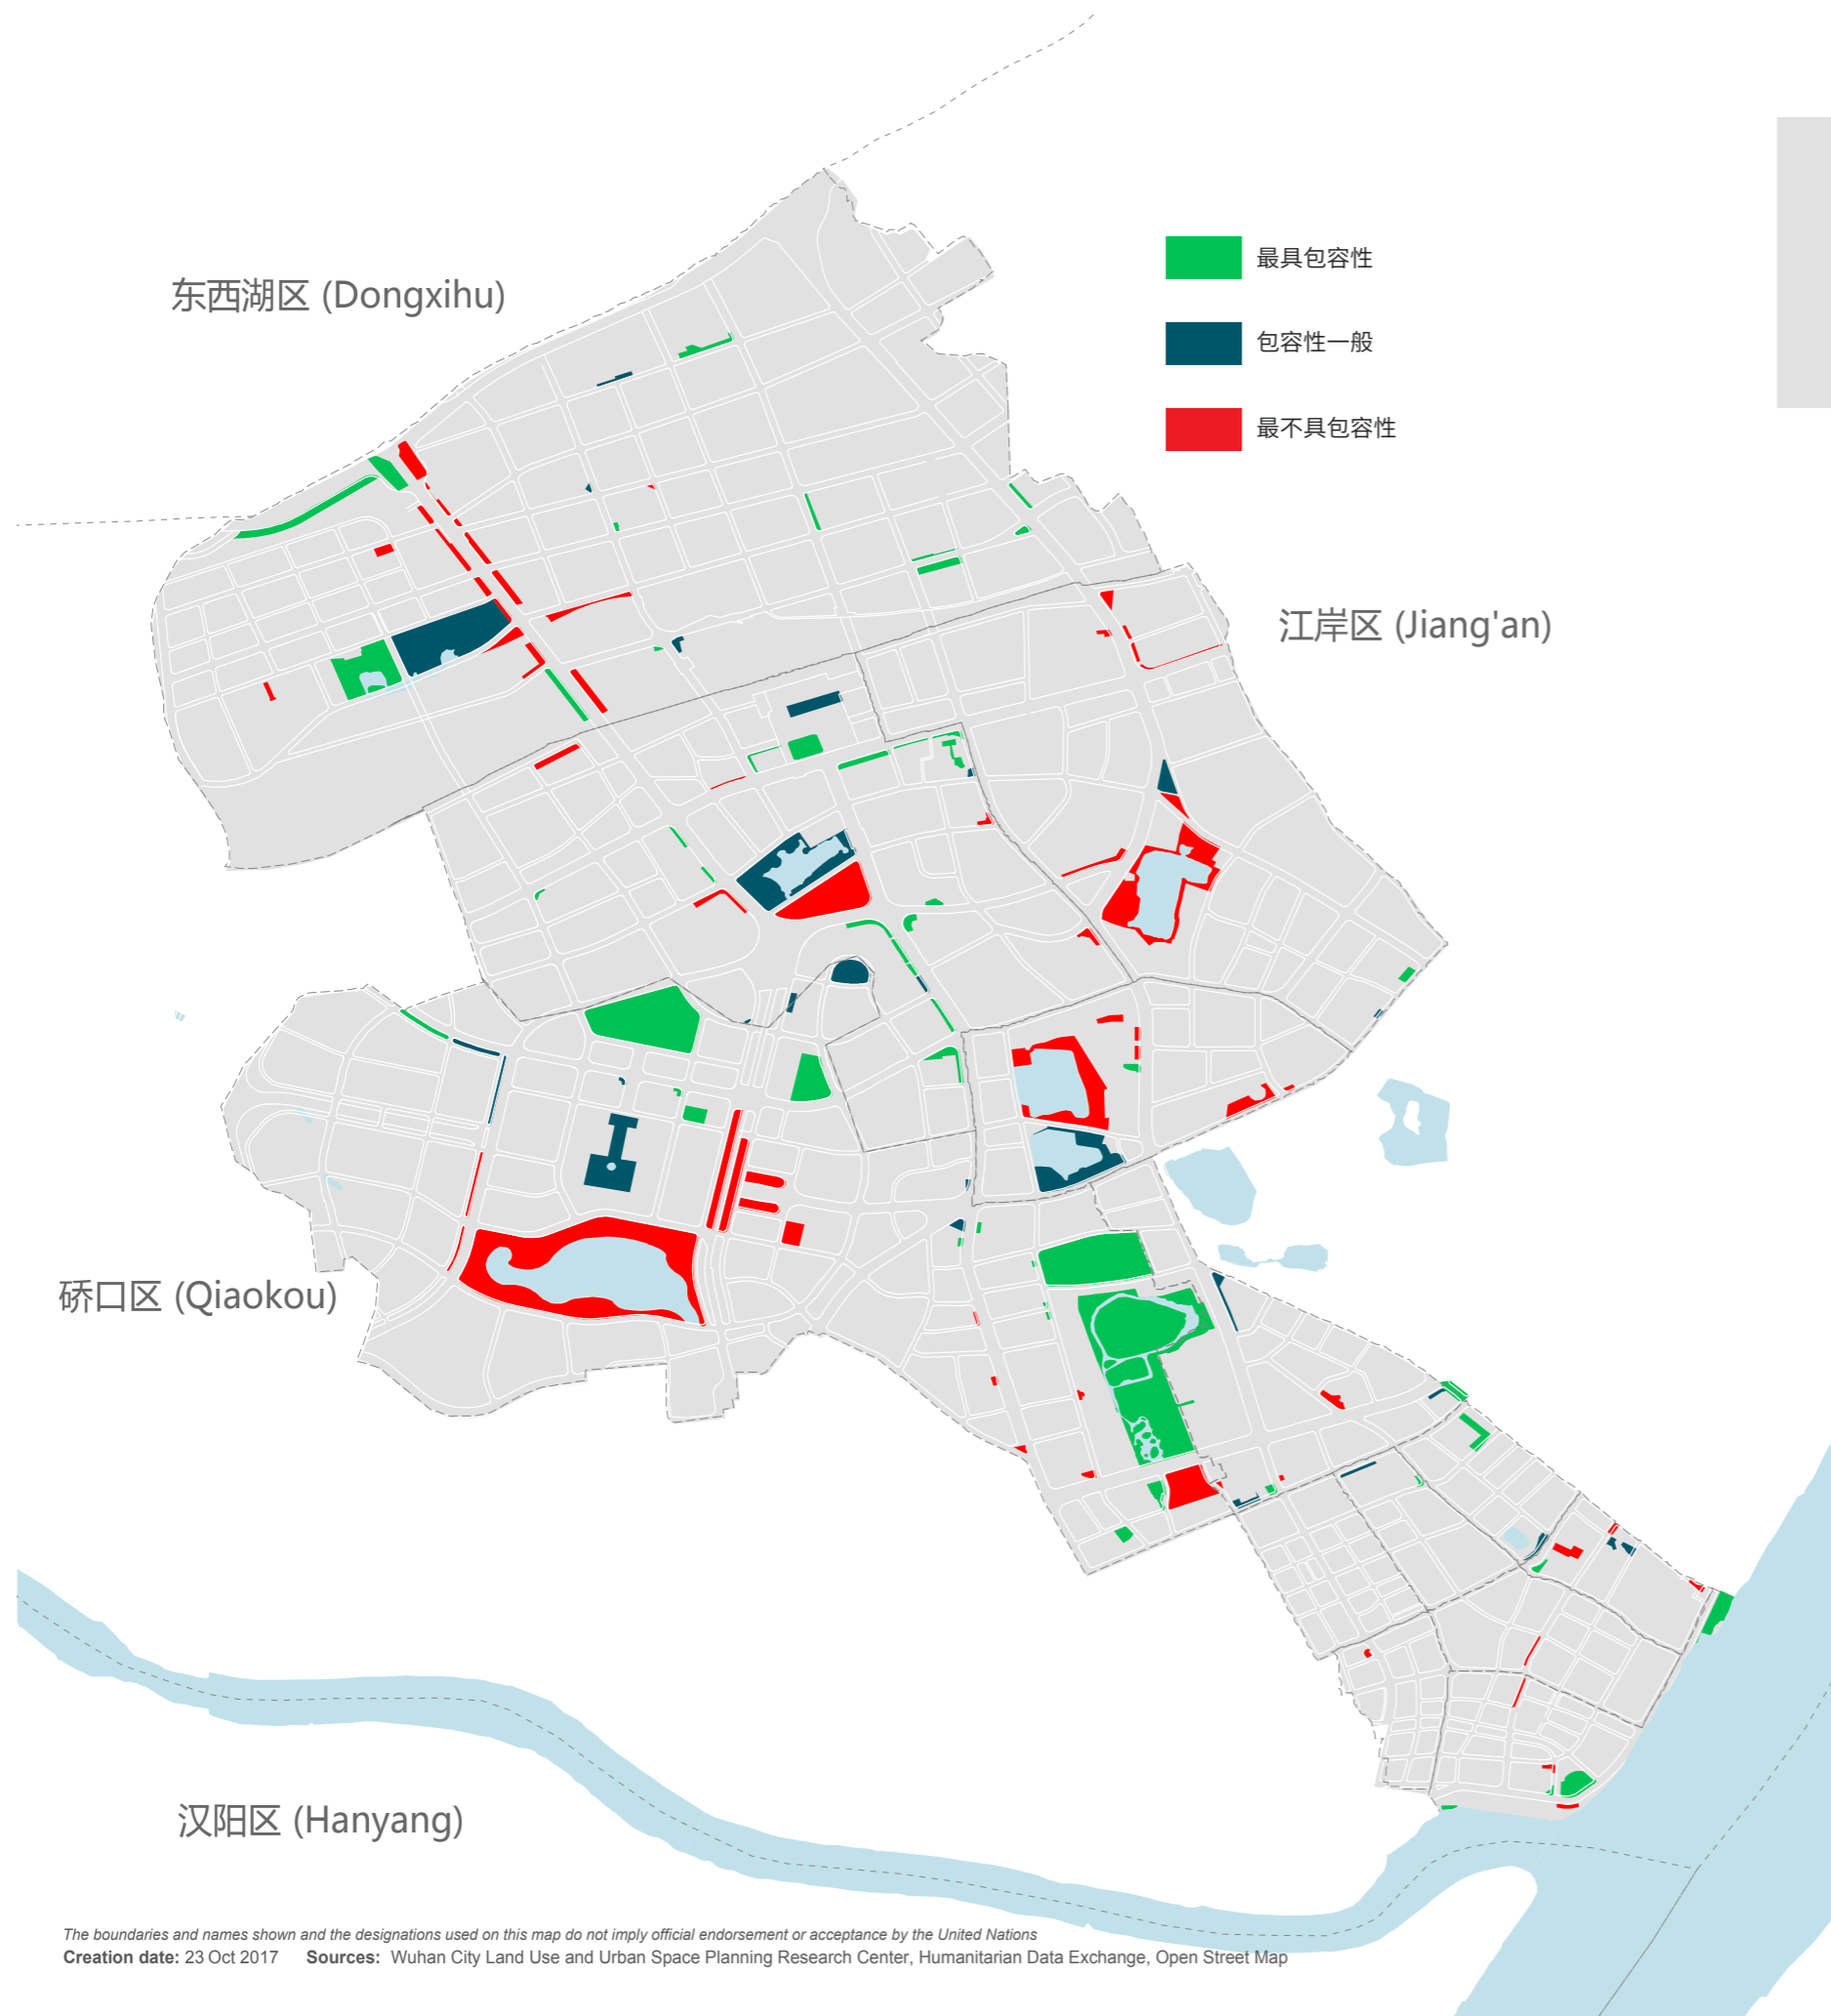 东西湖区 (Dongxihu)
最具包容性
包容性一般
最不具包容性
江岸区 (Jiang'an)
硚口区 (Qiaokou)
汉阳区 (Hanyang)
The boundaries and names shown and the designations used on this map do not imply official endorsement or acceptance by the United Nations
Creation date: 23 Oct 2017 Sources: Wuhan City Land Use and Urban Space Planning Research Center, Humanitarian Data Exchange, Open Street Map